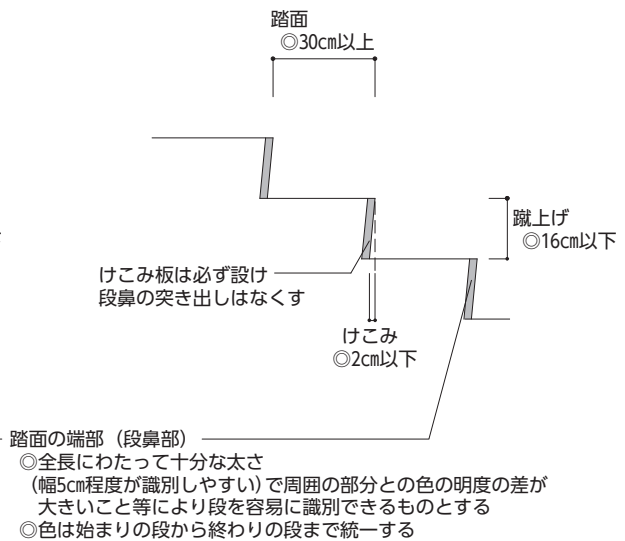 踏面
◎30cm以上
蹴上げ
◎16cm以下
けこみ板は必ず設け
段鼻の突き出しはなくす
けこみ
◎2cm以下
踏面の端部（段鼻部）
◎全長にわたって十分な太さ
（幅5cm程度が識別しやすい）で周囲の部分との色の明度の差が
大きいこと等により段を容易に識別できるものとする
◎色は始まりの段から終わりの段まで統一する